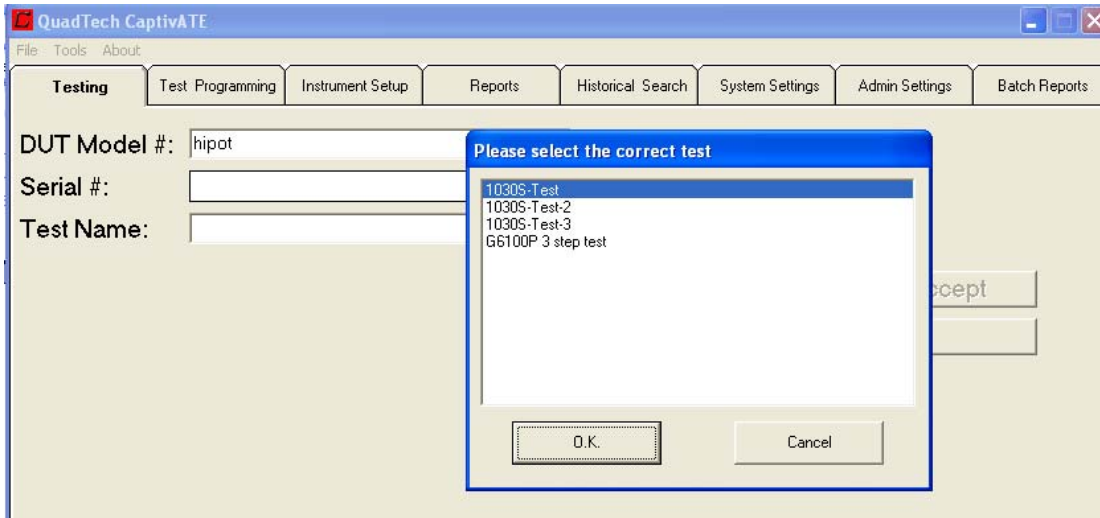 QuadTech CaptivATE
File Tools About
Testing Test Programming Instrument Setup Reports Historical Search System Settings Admin Settings Batch Reports
DUT Model #: hipot
Serial #:
Test Name:
Please select the correct test
1030S-Test
1030S-Test-2
1030S-Test-3
G6100P 3 step test
ccept
O.K. Cancel